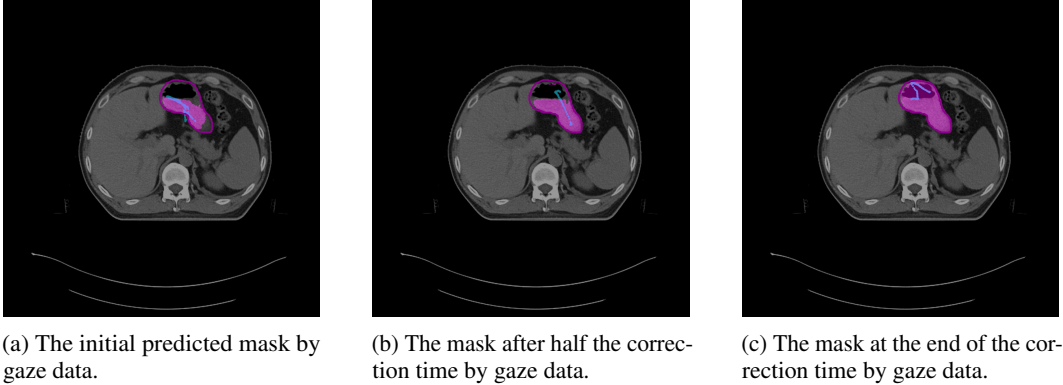 (a) The initial predicted mask by
gaze data.
(b) The mask after half the correc-
tion time by gaze data.
(c) The mask at the end of the cor-
rection time by gaze data.